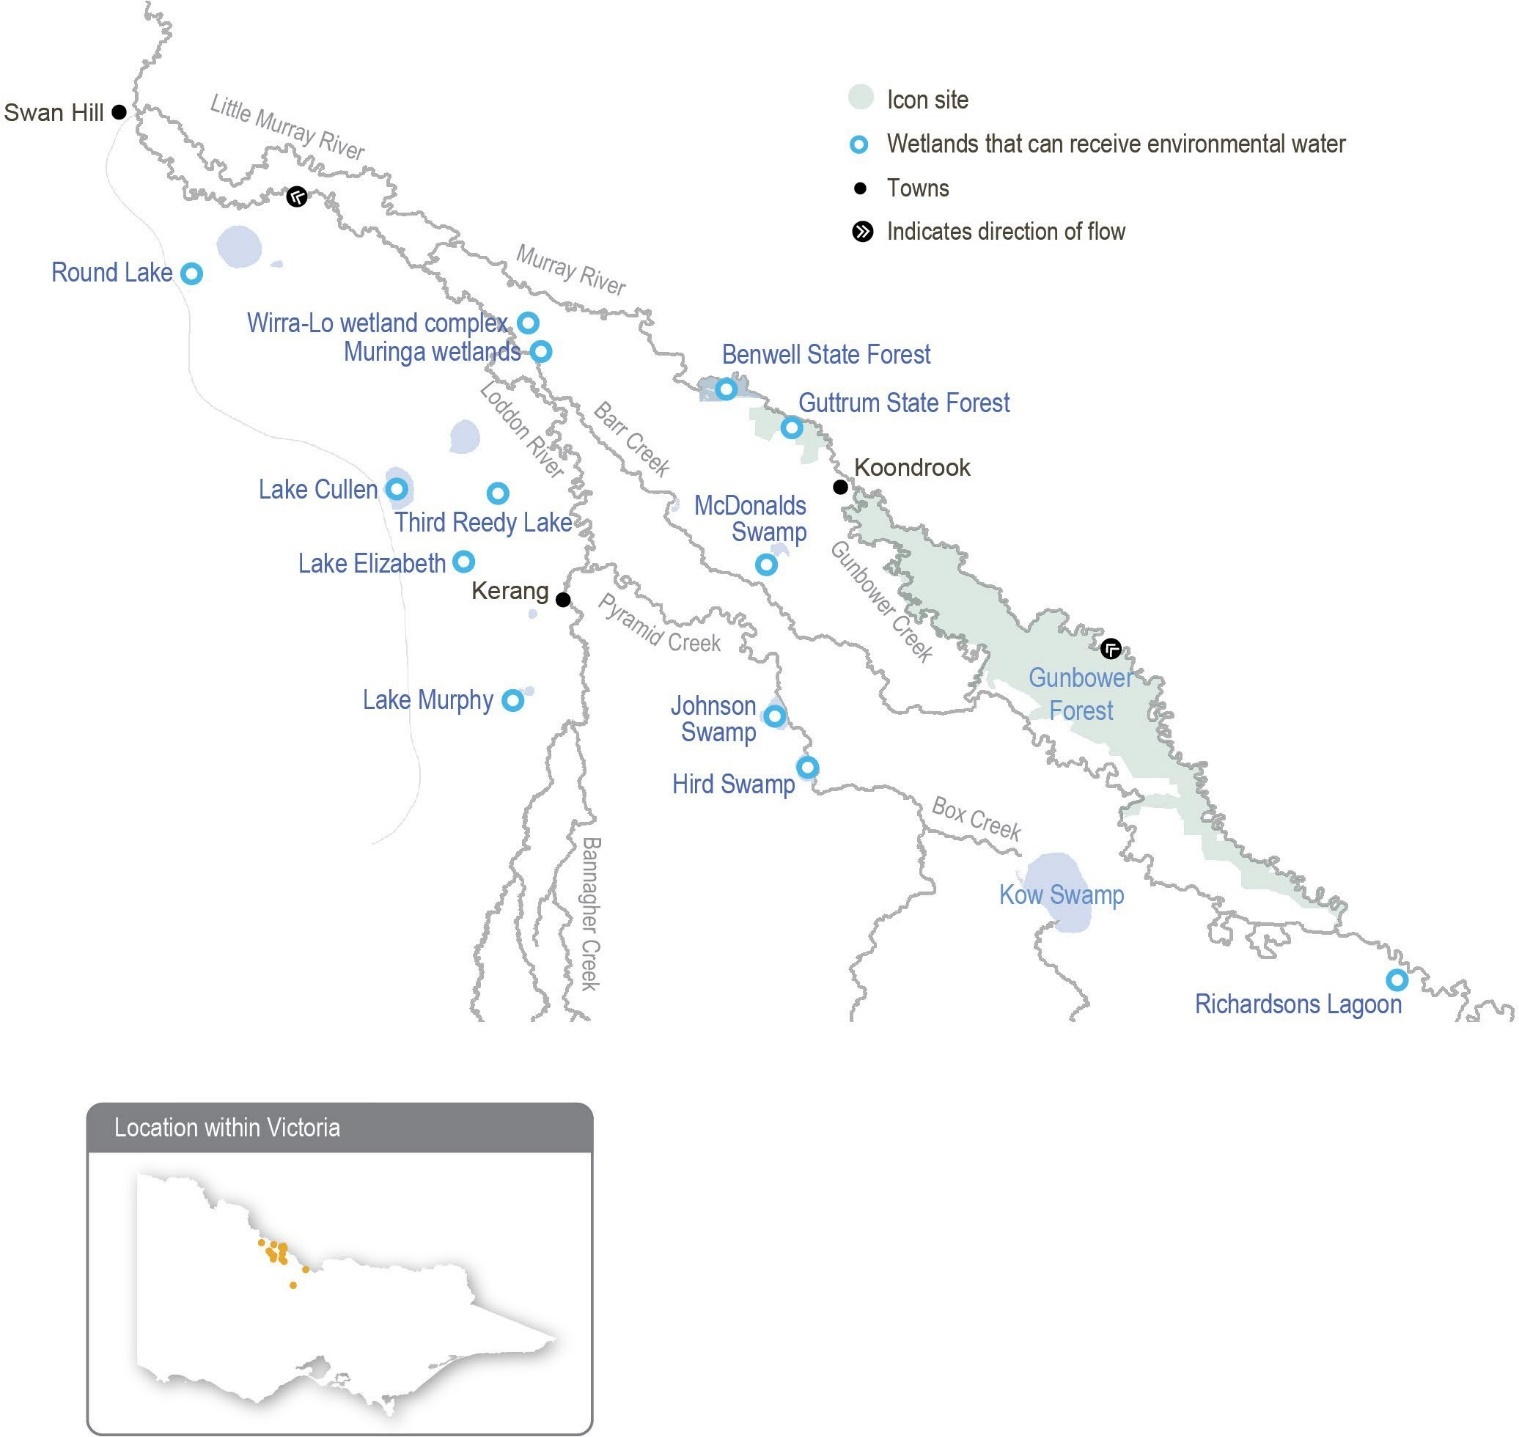 Swan Hill
Little Murray River
Icon site
Wetlands that can receive environmental water
Towns
Indicates direction of flow
Murray River
Round Lake
Wirra-Lo wetland complex
Muringa wetlands
Benwell State Forest
Guttrum State Forest
Loddon River
Barr Creek
Koondrook
Lake Cullen
Third Reedy Lake
McDonalds
Swamp
Lake Elizabeth
Kerang
Gunbower Creek
Pyramid Creek
Gunbower
Forest
Lake Murphy
Johnson
Swamp
Hird Swamp
Box Creek
Bannagher Creek
Kow Swamp
Richardsons Lagoon
Location within Victoria